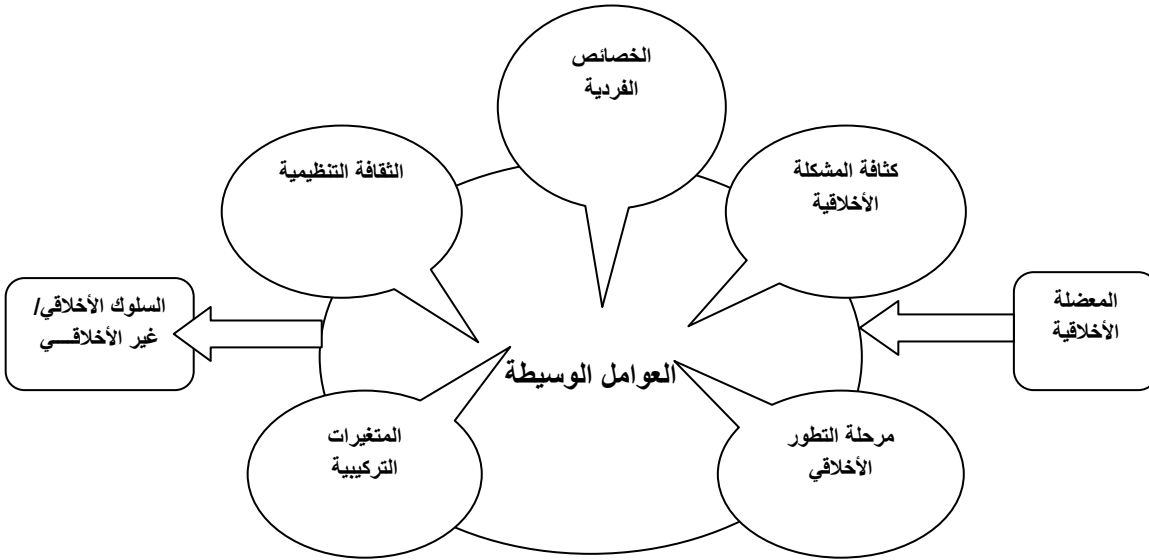 الخصائص
الفردية
كثافة المشكلة
الأخلاقية
الثقافة التنظيمية
المعضلة
الأخلاقية
السلوك الأخلاقي/
غير الأخلاقـــي
العوامل الوسيطة
مرحلة التطور
الأخلاقي
المتغيرات
التركيبية